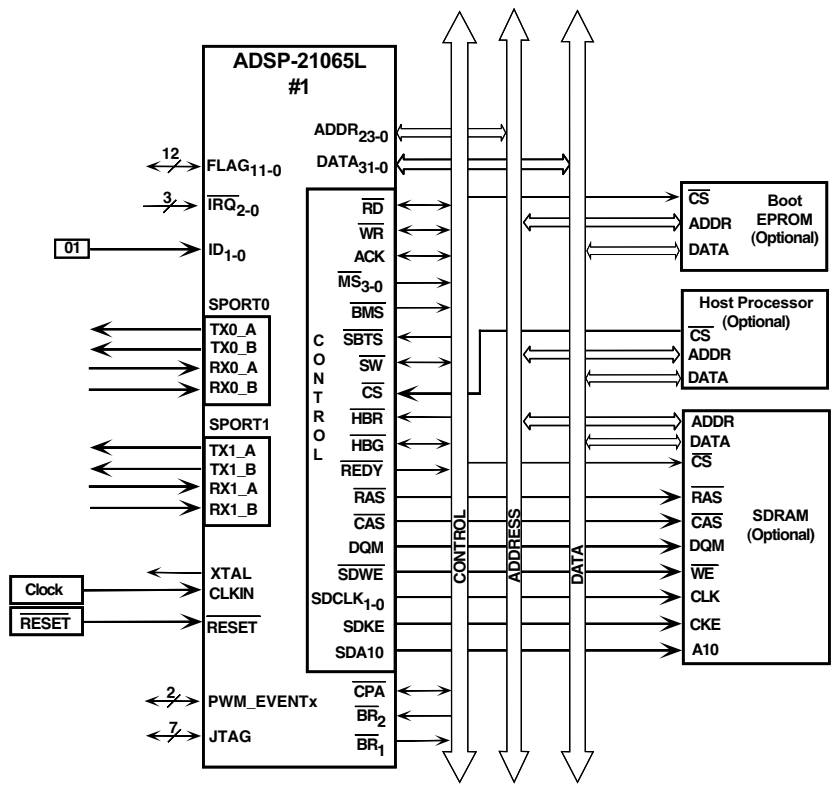 ADSP-21065L
#1
ADDR23-0
DATA31-0
12
FLAG11-0
3
IRQ2-0
01
ID1-0
SPORT0
TX0_A
TX0_B
RX0_A
RX0_B
SPORT1
TX1_A
TX1_B
RX1_A
RX1_B
XTAL
Clock
CLKIN
RESET
RESET
2
PWM_EVENTx
7
JTAG
CONTROL
RD
WR
ACK
MS3-0
BMS
SBTS
SW
CS
HBR
HBG
REDY
RAS
CAS
DQM
SDWE
SDCLK1-0
SDKE
SDA10
CPA
BR2
BR1
CONTROL
ADDRESS
DATA
CS
ADDR
DATA
Boot
EPROM
(Optional)
Host Processor
(Optional)
CS
ADDR
DATA
ADDR
DATA
CS
RAS
CAS
DQM
WE
CLK
CKE
A10
SDRAM
(Optional)